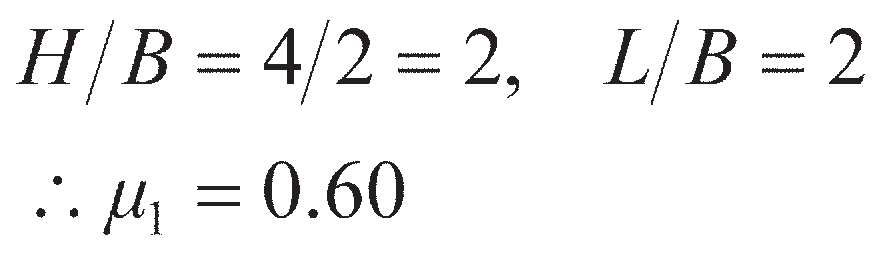 H/B = 4/2 = 2, L/B = 2
∴ μ₁ = 0.60